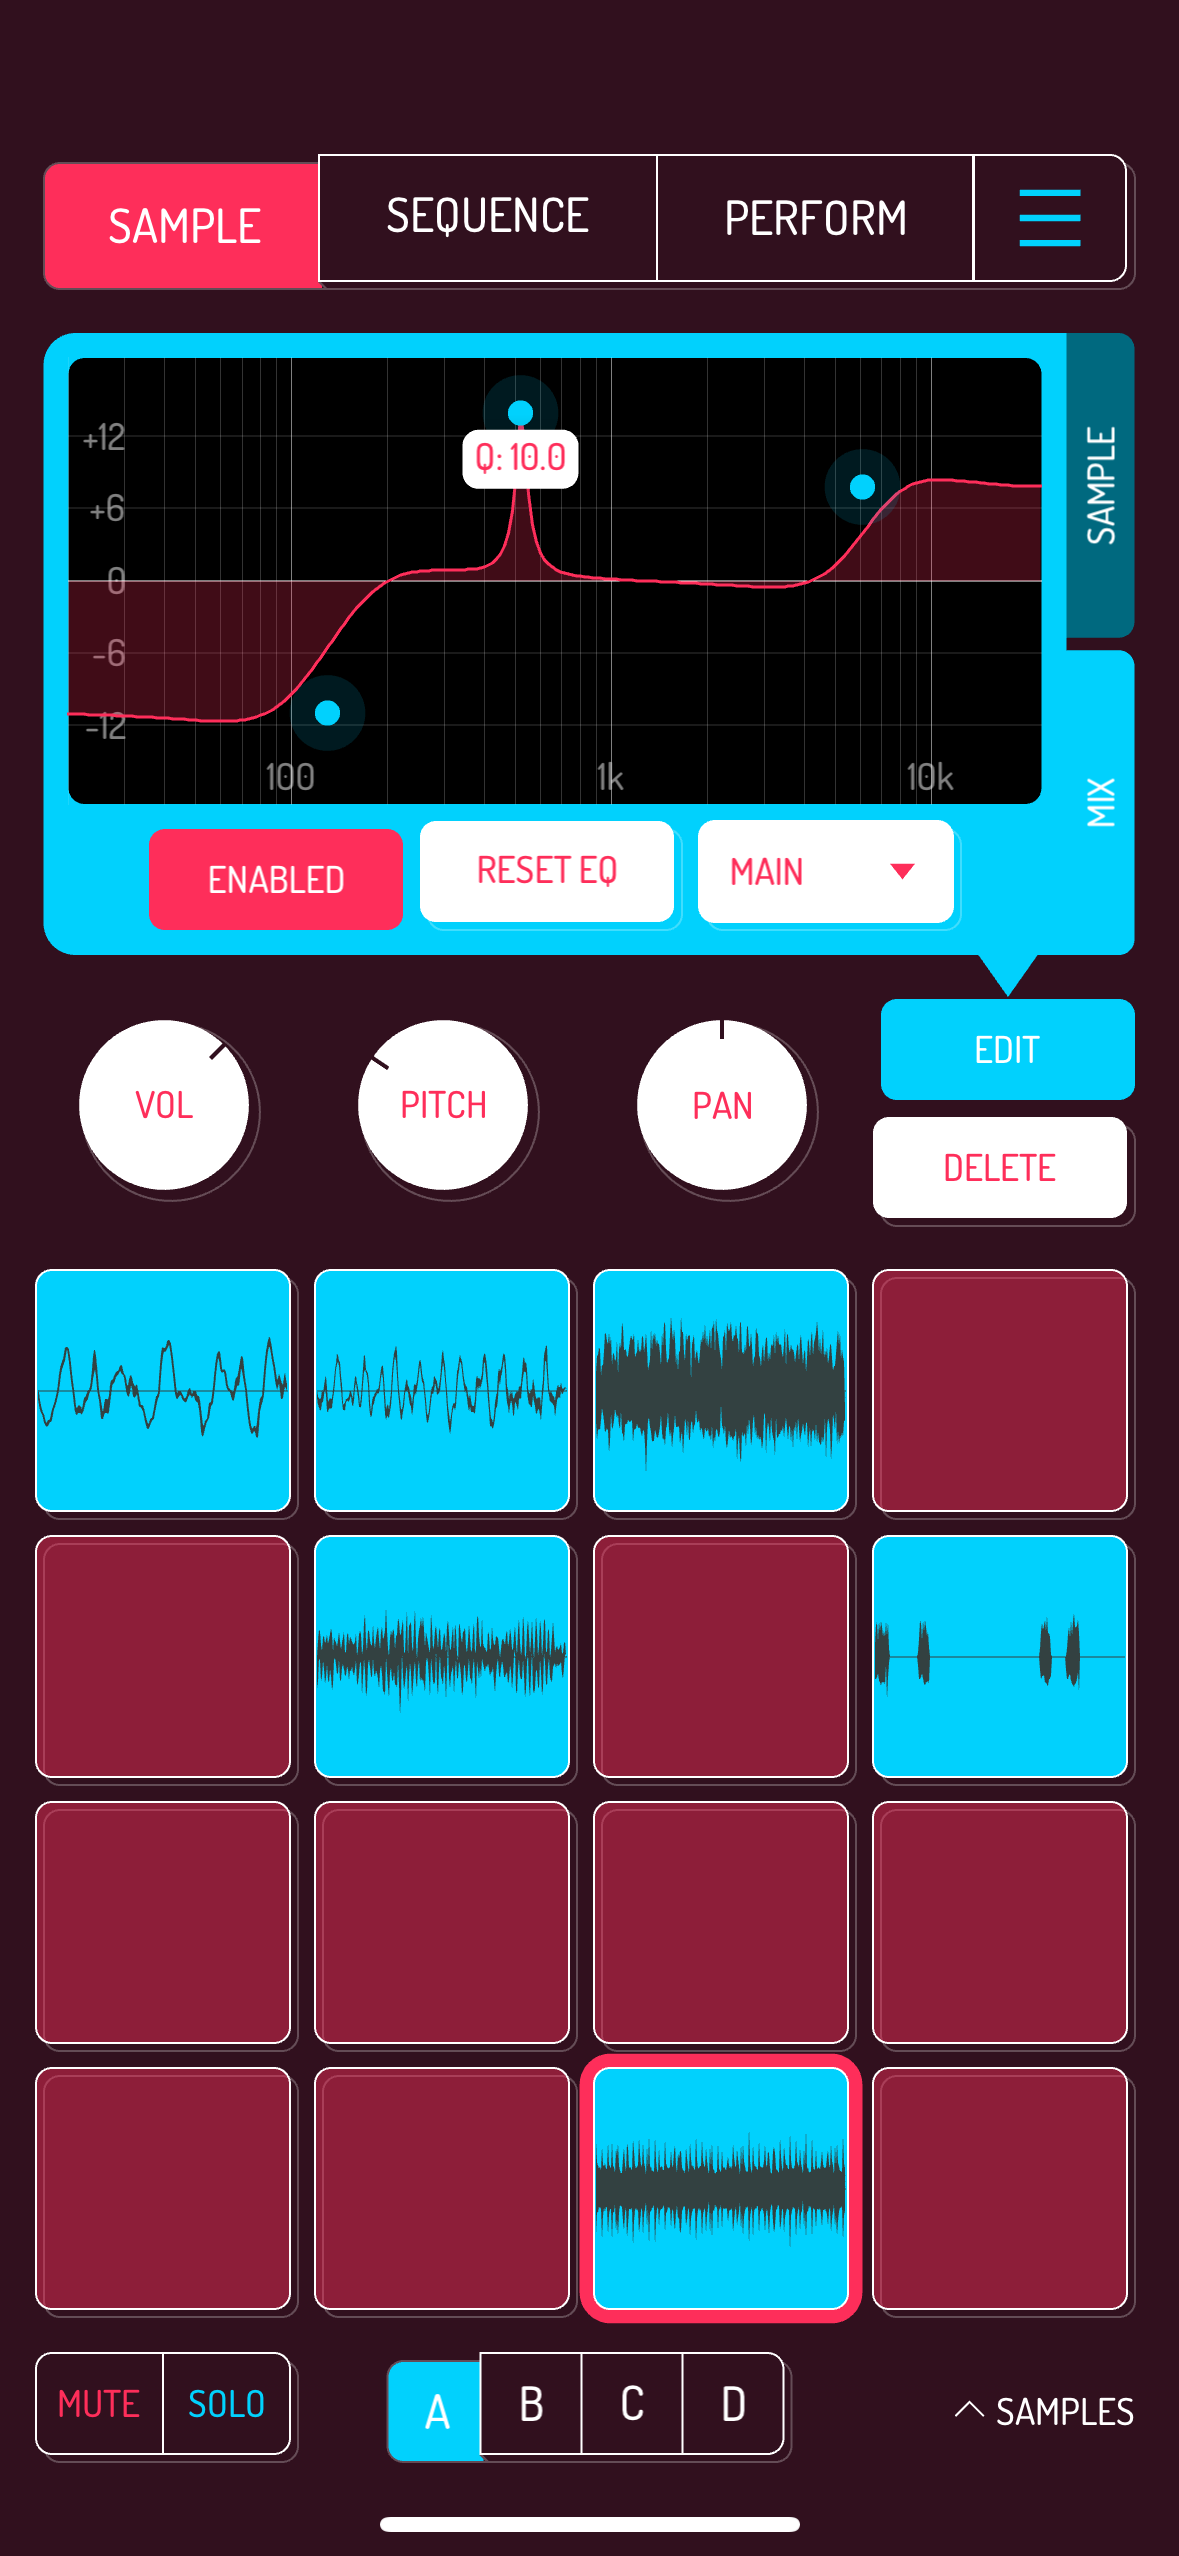 SAMPLE
SEQUENCE
PERFORM
+12
+6
0
-6
-12
Q: 10.0
100
1k
10k
SAMPLE
MIX
ENABLED
RESET EQ
MAIN
VOL
PITCH
PAN
EDIT
DELETE
MUTE
SOLO
A
B
C
D
SAMPLES